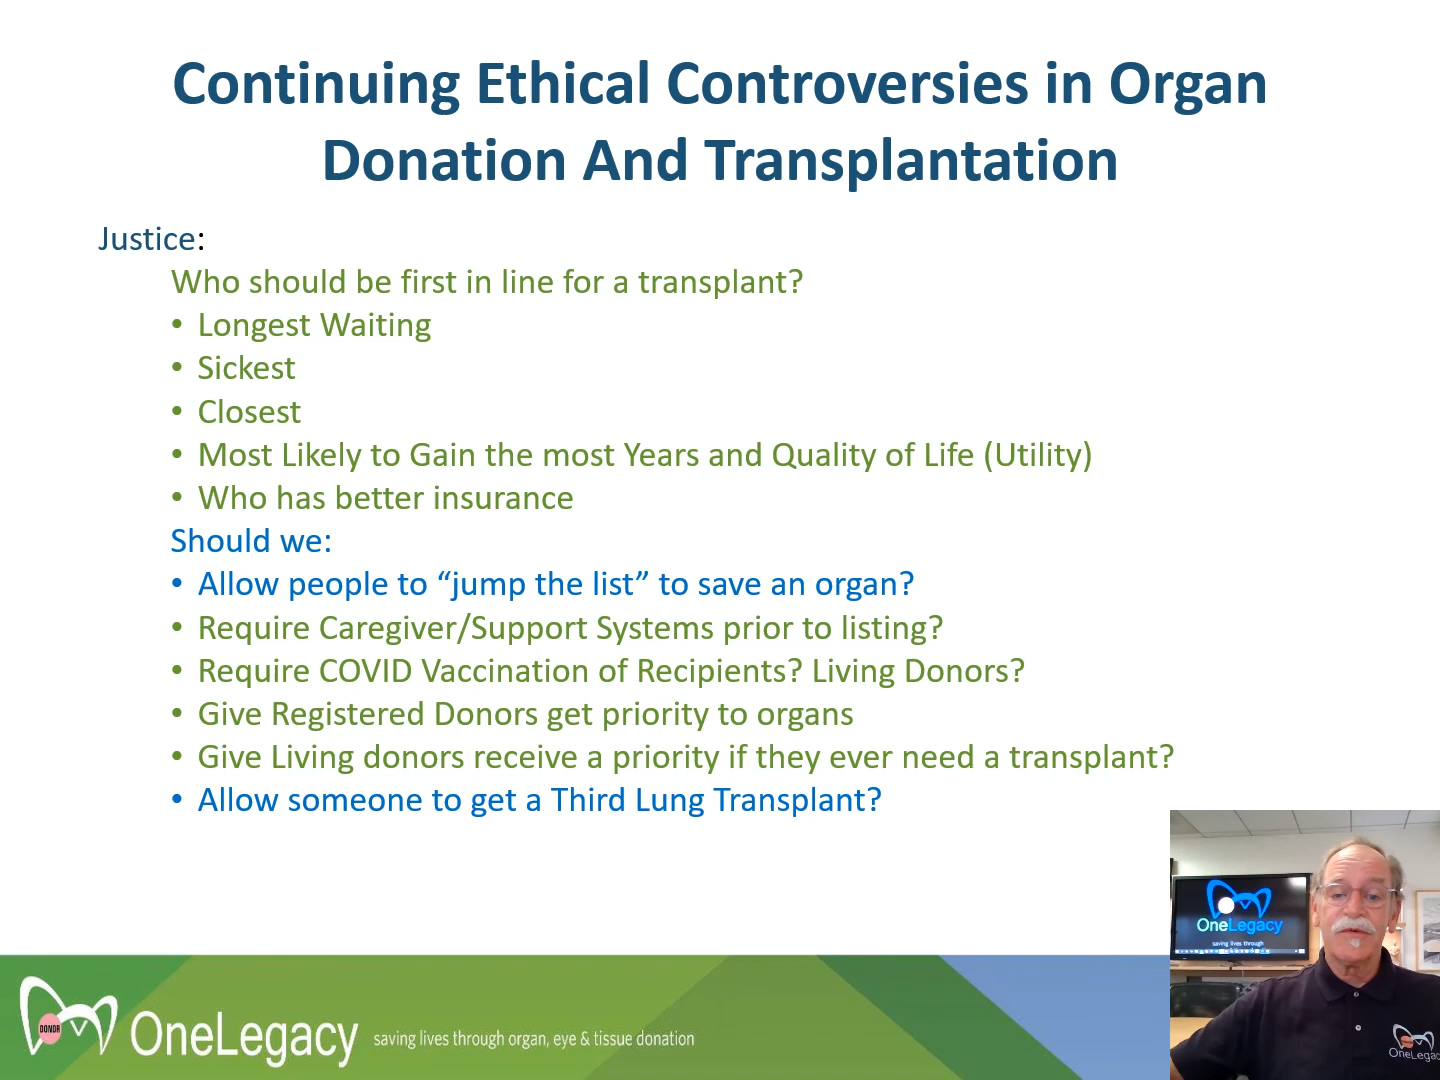 Continuing Ethical Controversies in Organ
Donation And Transplantation
Justice:
Who should be first in line for a transplant?
• Longest Waiting
• Sickest
• Closest
• Most Likely to Gain the most Years and Quality of Life (Utility)
• Who has better insurance
Should we:
• Allow people to “jump the list” to save an organ?
• Require Caregiver/Support Systems prior to listing?
• Require COVID Vaccination of Recipients? Living Donors?
• Give Registered Donors get priority to organs
• Give Living donors receive a priority if they ever need a transplant?
• Allow someone to get a Third Lung Transplant?
OneLegacy
saving lives through
DONOR
OneLegacy
saving lives through organ, eye & tissue donation
OneLegac